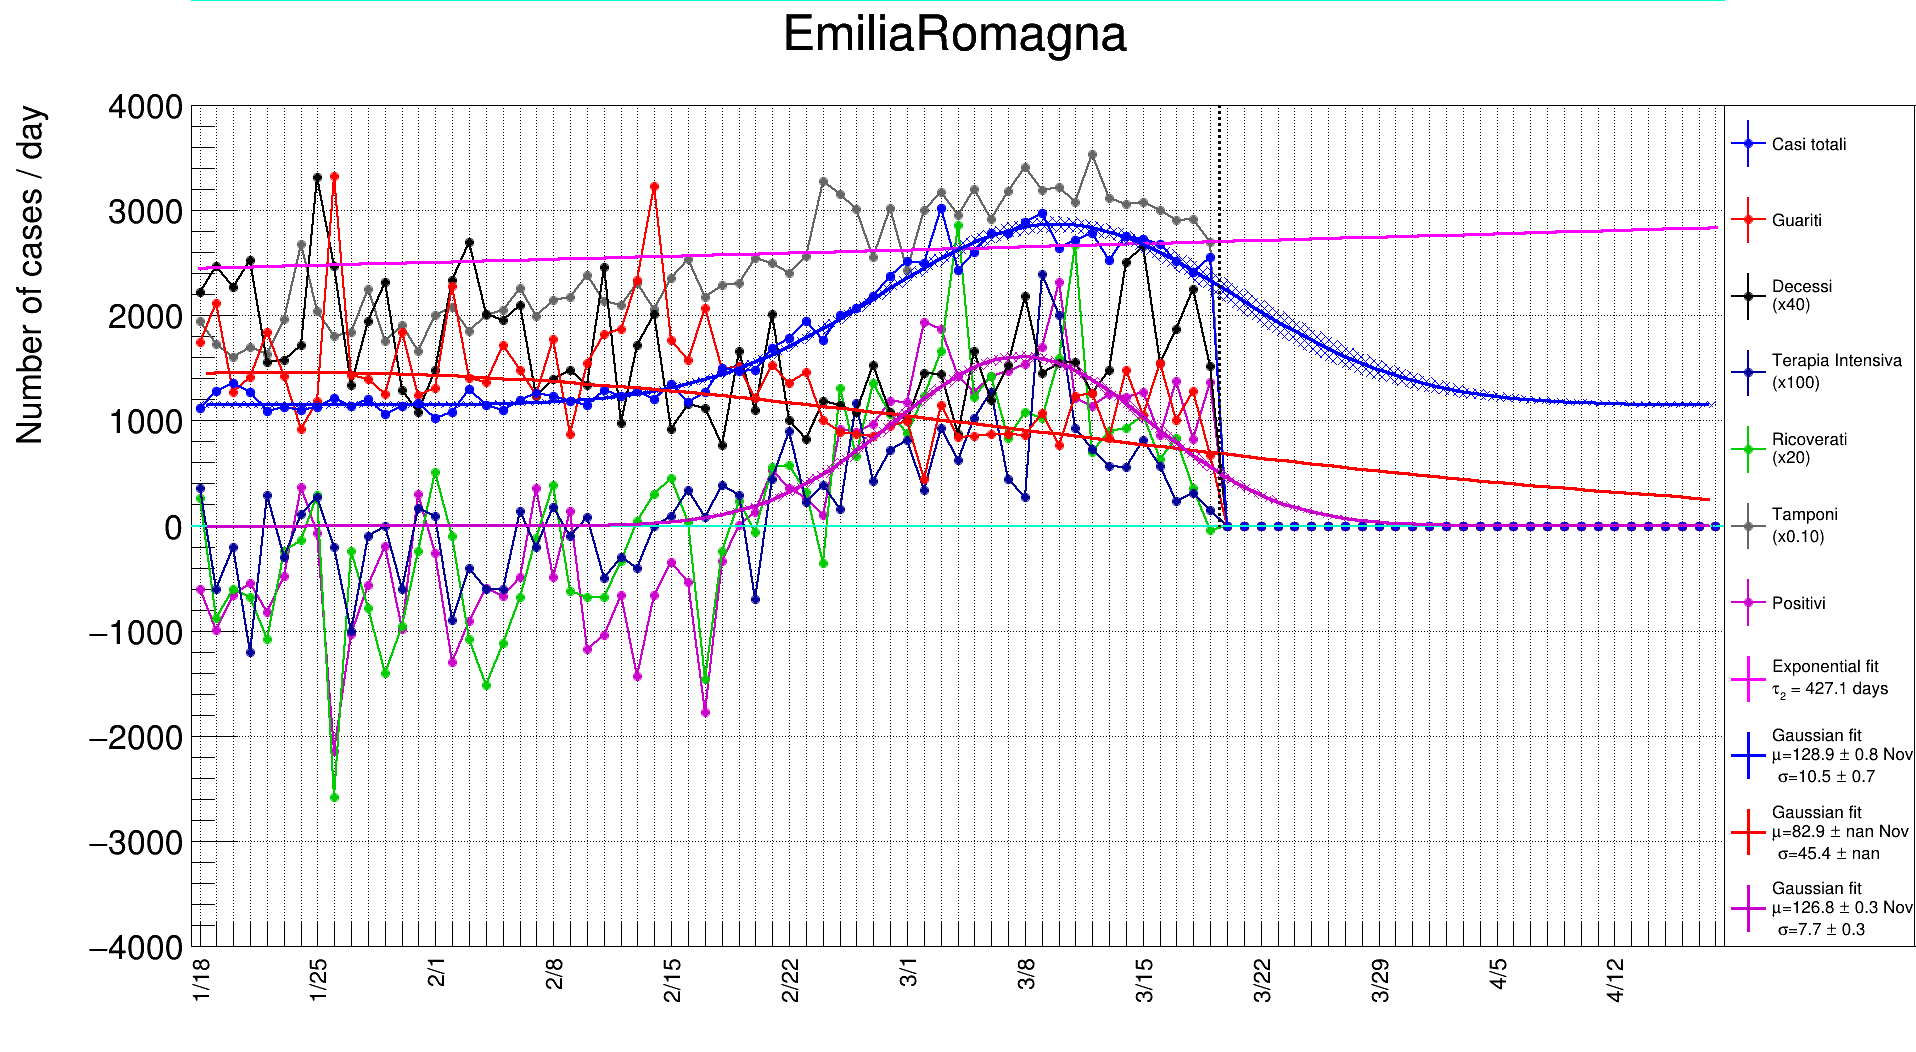 EmiliaRomagna
Number of cases / day
4000
3000
2000
1000
0
−1000
−2000
−3000
−4000
1/18
1/25
2/1
2/8
2/15
2/22
3/1
3/8
3/15
3/22
3/29
4/5
4/12
Casi totali
Guariti
Decessi
(x40)
Terapia Intensiva
(x100)
Ricoverati
(x20)
Tamponi
(x0.10)
Positivi
Exponential fit
τ2 = 427.1 days
Gaussian fit
μ=128.9 ± 0.8 Nov
σ=10.5 ± 0.7
Gaussian fit
μ=82.9 ± nan Nov
σ=45.4 ± nan
Gaussian fit
μ=126.8 ± 0.3 Nov
σ=7.7 ± 0.3